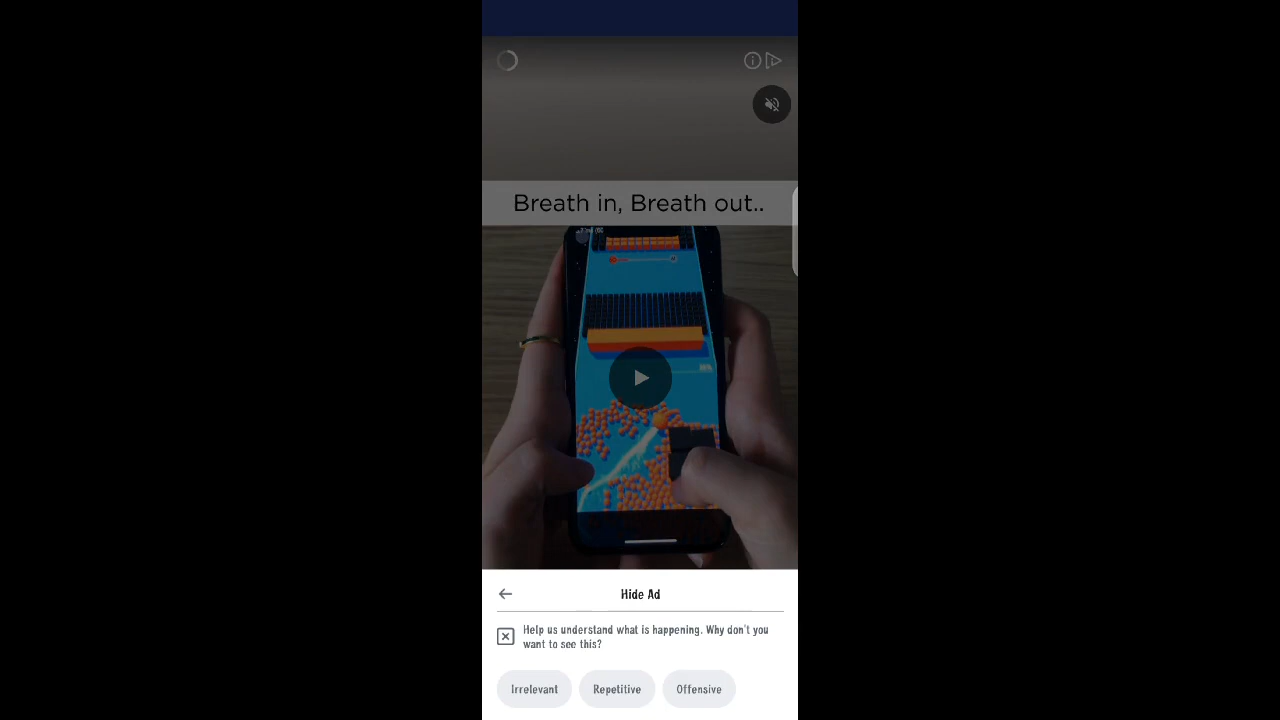 Breath in, Breath out..
Hide Ad
Help us understand what is happening. Why don't you
want to see this?
Irrelevant
Repetitive
Offensive